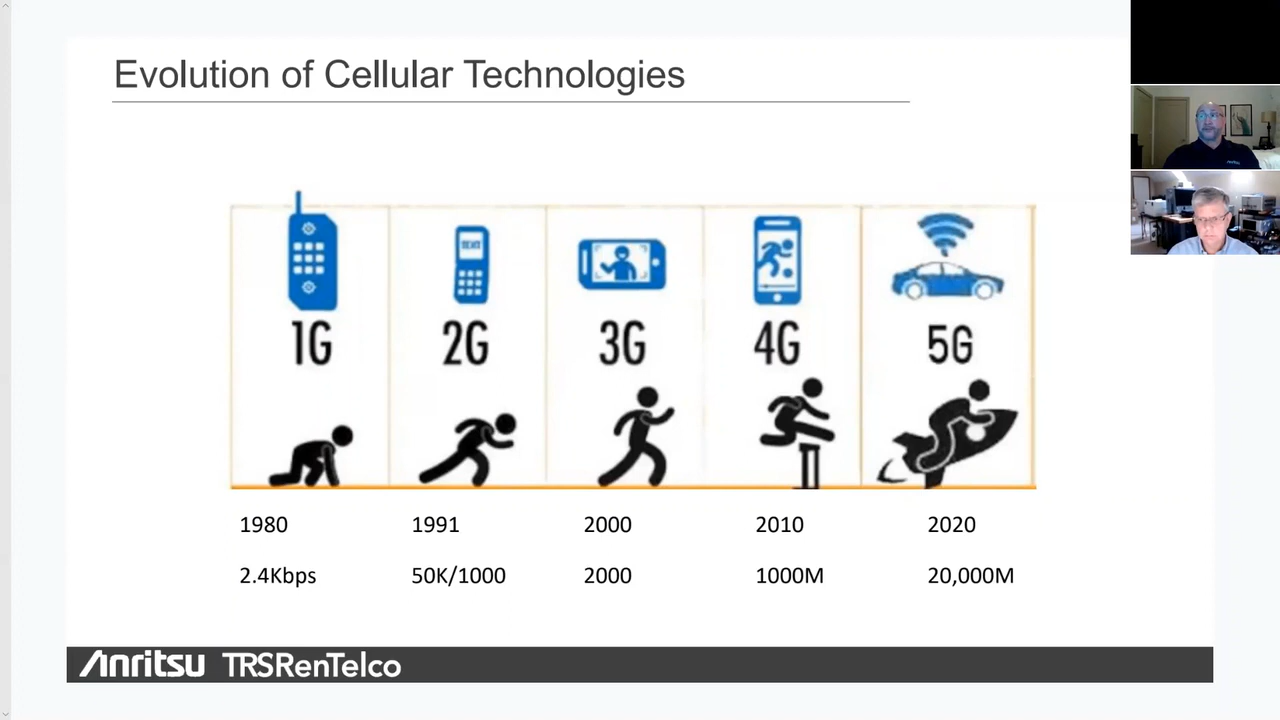 Evolution of Cellular Technologies
TEXT
1G 2G 3G 4G 5G
1980 1991 2000 2010 2020
2.4Kbps 50K/1000 2000 1000M 20,000M
Anritsu TRSRenTelco